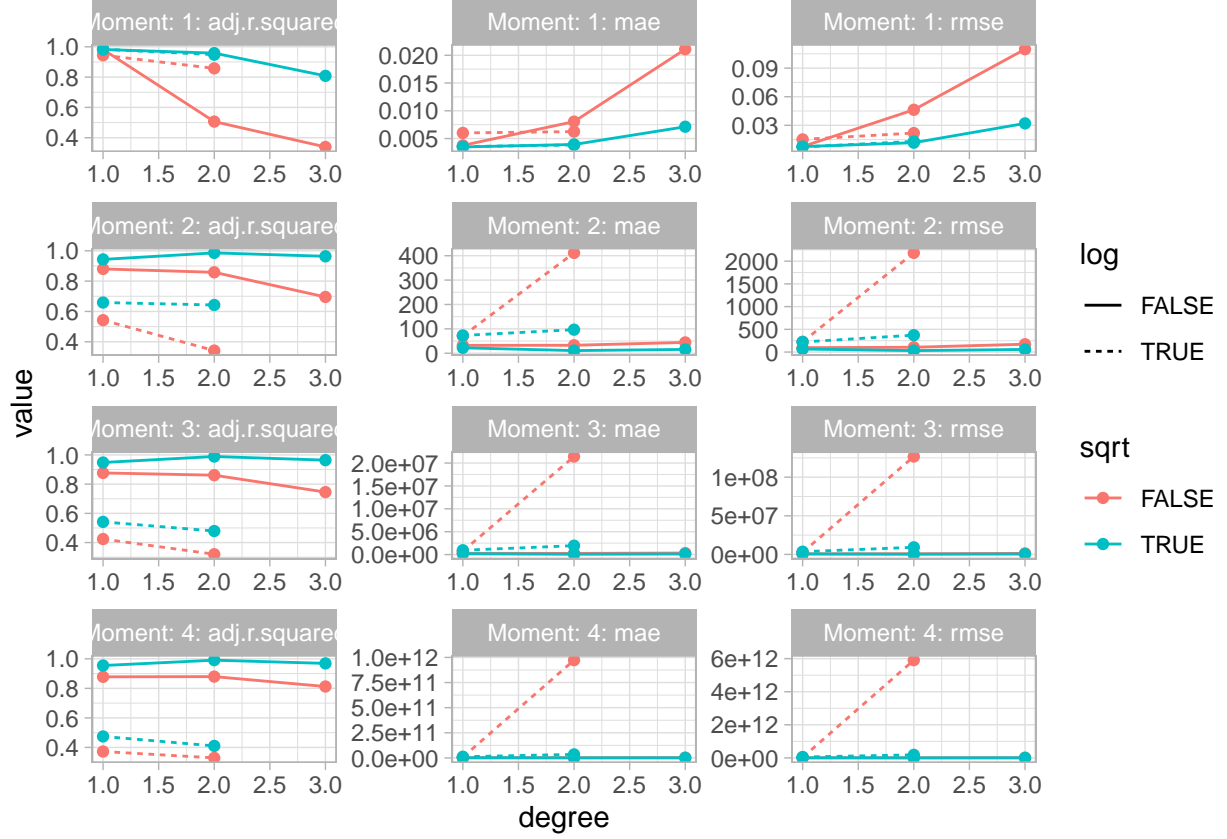 Moment: 1: adj.r.squared
Moment: 1: mae
Moment: 1: rmse
1.0
0.8
0.6
0.4
1.0 1.5 2.0 2.5 3.0
0.020
0.015
0.010
0.005
1.0 1.5 2.0 2.5 3.0
0.09
0.06
0.03
1.0 1.5 2.0 2.5 3.0
Moment: 2: adj.r.squared
Moment: 2: mae
Moment: 2: rmse
1.0
0.8
0.6
0.4
1.0 1.5 2.0 2.5 3.0
400
300
200
100
0
1.0 1.5 2.0 2.5 3.0
2000
1500
1000
500
0
1.0 1.5 2.0 2.5 3.0
Moment: 3: adj.r.squared
Moment: 3: mae
Moment: 3: rmse
1.0
0.8
0.6
0.4
1.0 1.5 2.0 2.5 3.0
2.0e+07
1.5e+07
1.0e+07
5.0e+06
0.0e+00
1.0 1.5 2.0 2.5 3.0
1e+08
5e+07
0e+00
1.0 1.5 2.0 2.5 3.0
Moment: 4: adj.r.squared
Moment: 4: mae
Moment: 4: rmse
1.0
0.8
0.6
0.4
1.0 1.5 2.0 2.5 3.0
1.0e+12
7.5e+11
5.0e+11
2.5e+11
0.0e+00
1.0 1.5 2.0 2.5 3.0
6e+12
4e+12
2e+12
0e+00
1.0 1.5 2.0 2.5 3.0
value
degree
log
FALSE
TRUE
sqrt
FALSE
TRUE